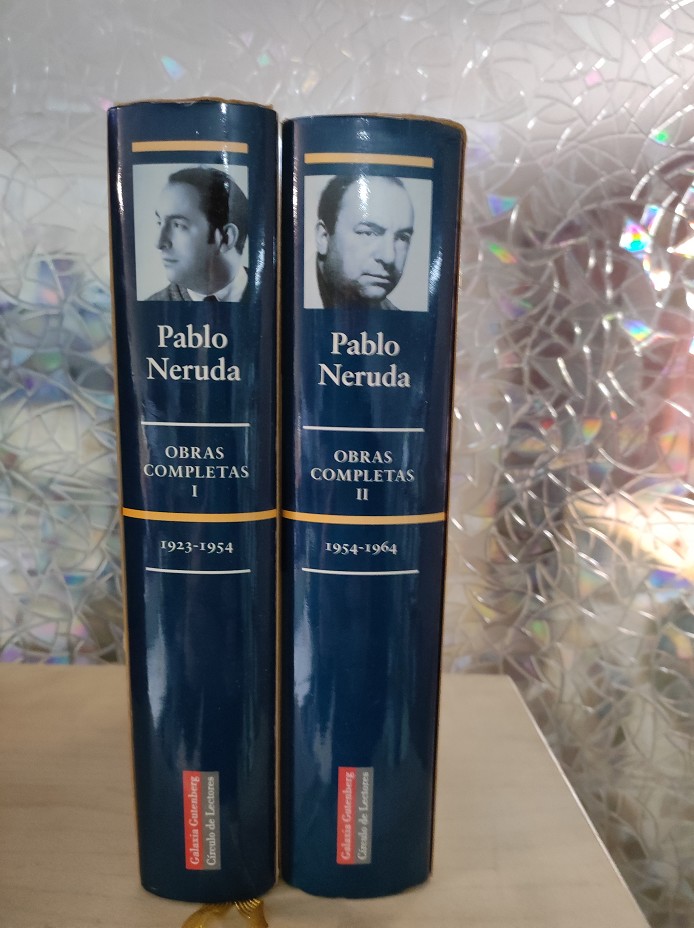 Pablo
Neruda
OBRAS
COMPLETAS
I
1923-1954
Galaxia Gutenberg
Círculo de Lectores
Pablo
Neruda
OBRAS
COMPLETAS
II
1954-1964
Galaxia Gutenberg
Círculo de Lectores